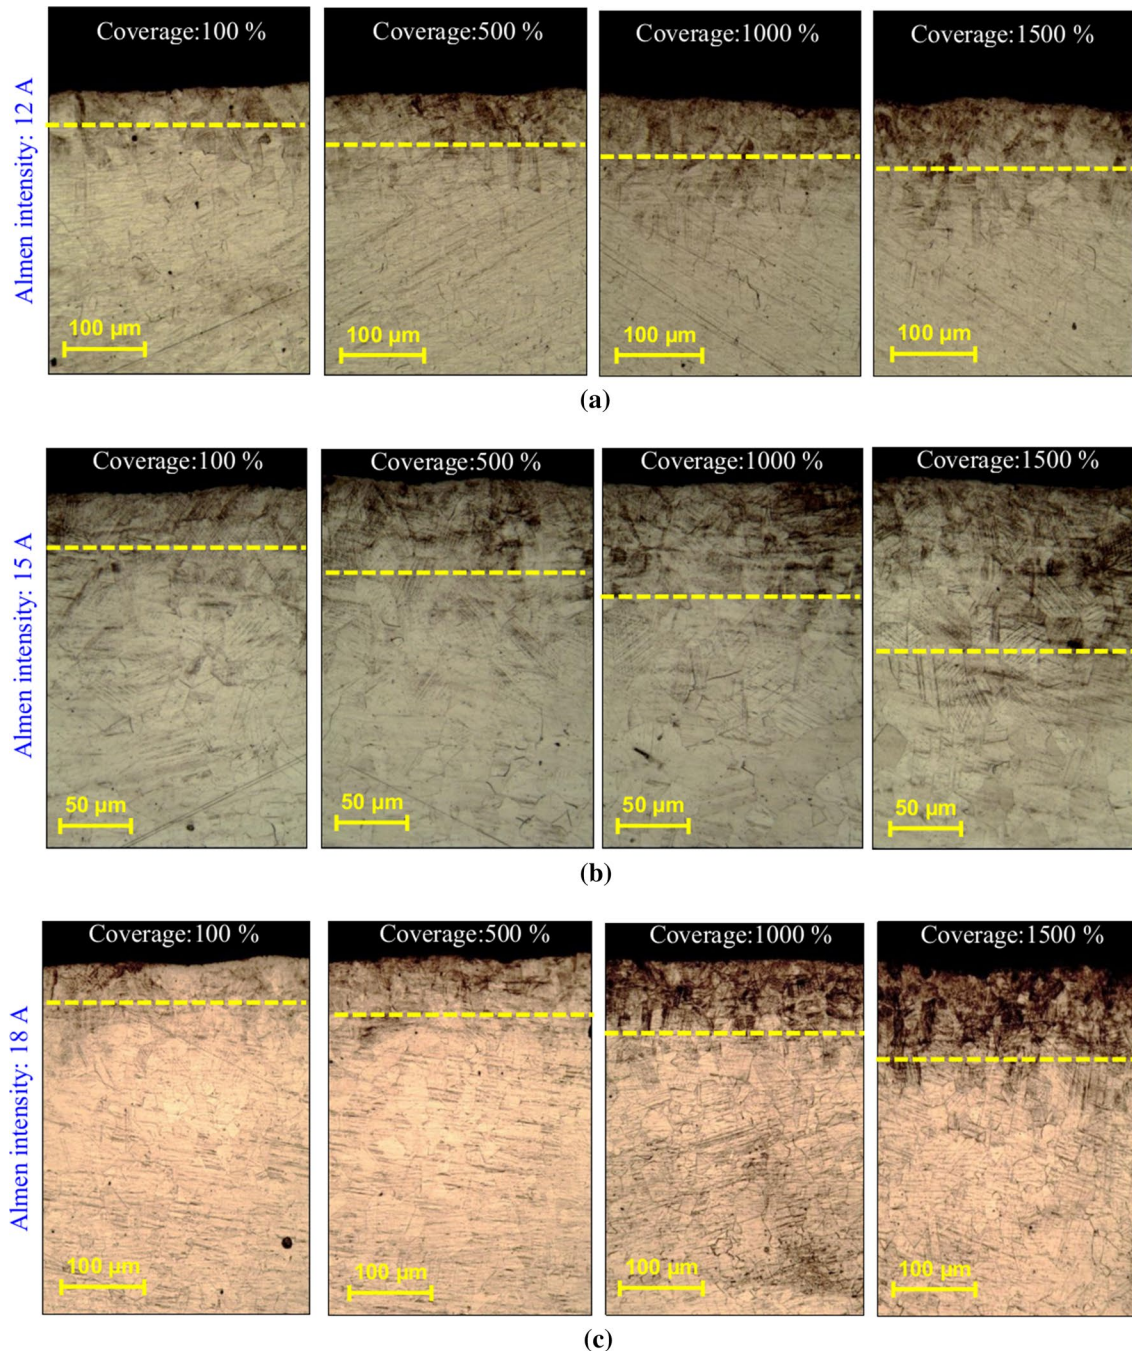 Coverage:100 %
Coverage:500 %
Coverage:1000 %
Coverage:1500 %
Almen intensity: 12 A
100 µm
100 µm
100 µm
100 µm
(a)
Coverage:100 %
Coverage:500 %
Coverage:1000 %
Coverage:1500 %
Almen intensity: 15 A
50 µm
50 µm
50 µm
50 µm
(b)
Coverage:100 %
Coverage:500 %
Coverage:1000 %
Coverage:1500 %
Almen intensity: 18 A
100 µm
100 µm
100 µm
100 µm
(c)